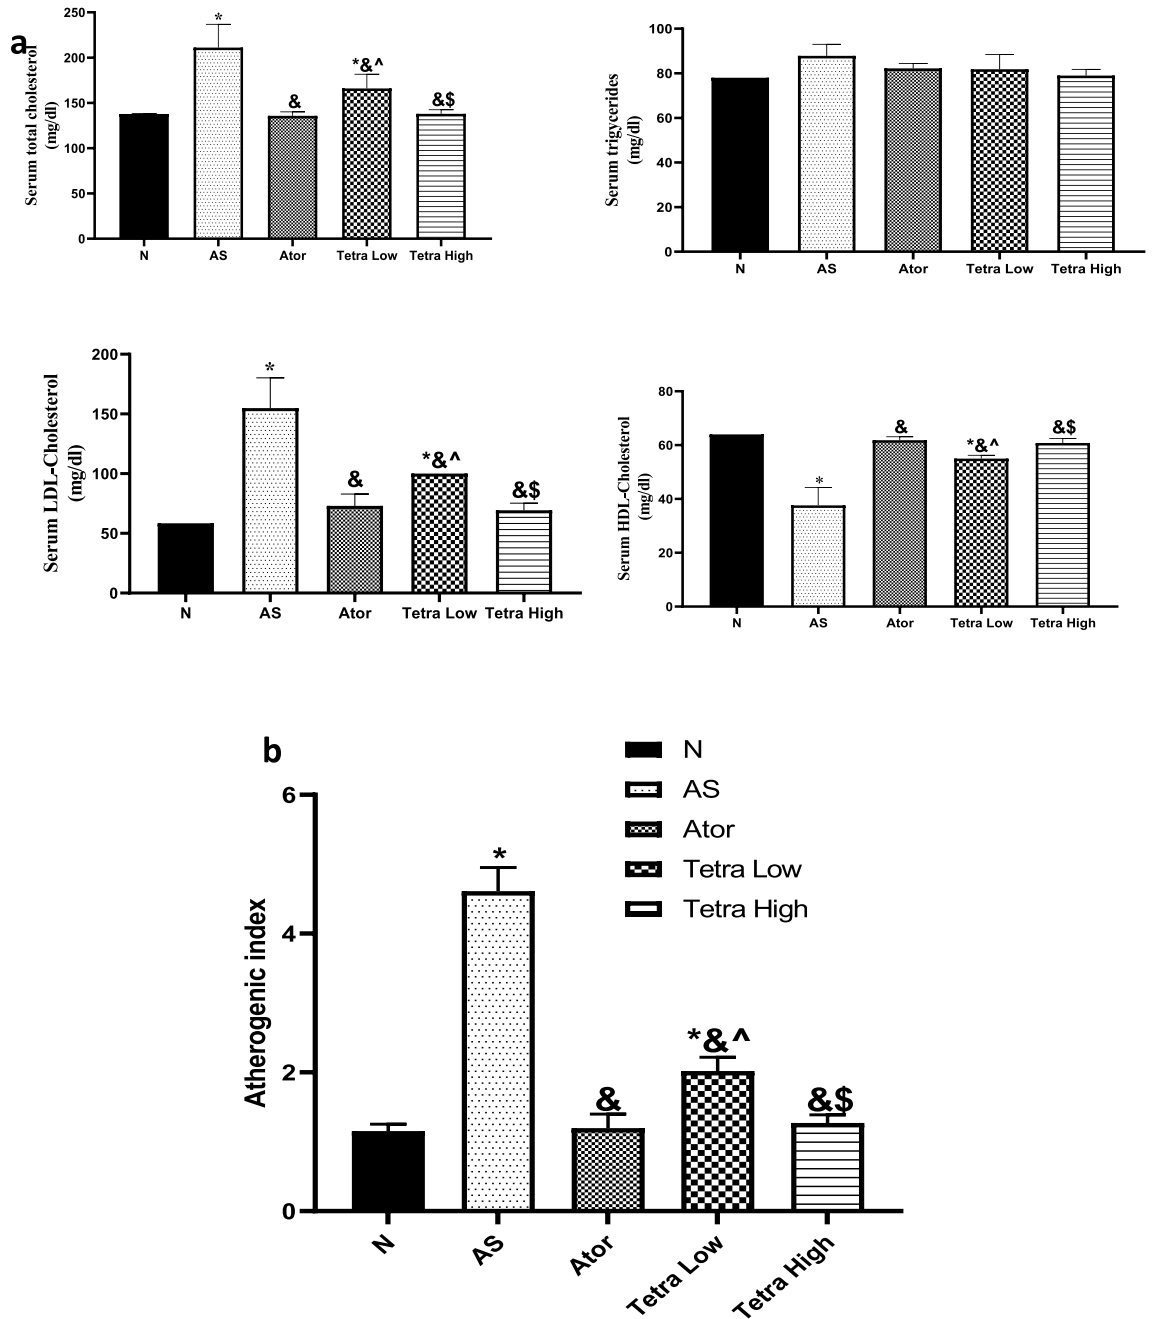 a
Serum total cholesterol
(mg/dl)
250
200
150
100
50
0
*
&
*&^
&$
N AS Ator Tetra Low Tetra High
Serum trigycerides
(mg/dl)
100
80
60
40
20
0
N AS Ator Tetra Low Tetra High
Serum LDL-Cholesterol
(mg/dl)
200
150
100
50
0
*
&
*&^
&$
N AS Ator Tetra Low Tetra High
Serum HDL-Cholesterol
(mg/dl)
80
60
40
20
0
*
&
*&^
&$
N AS Ator Tetra Low Tetra High
b
N
AS
Ator
Tetra Low
Tetra High
Atherogenic index
6
4
2
0
*
&
*&^
&$
N
AS
Ator
Tetra Low
Tetra High